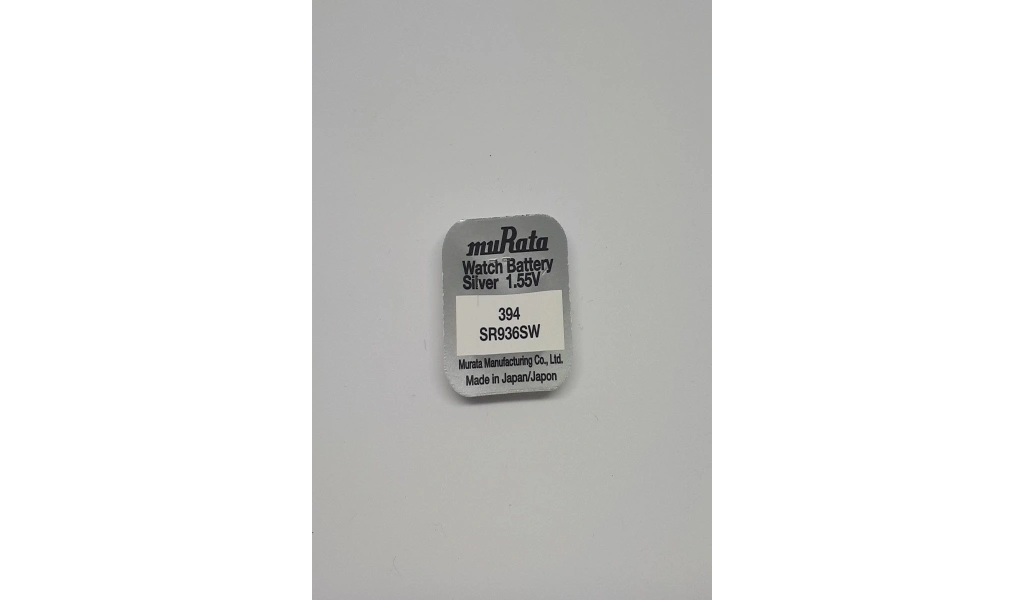 muRata
Watch Battery
Silver 1.55V
394
SR936SW
Murata Manufacturing Co., Ltd.
Made in Japan/Japon